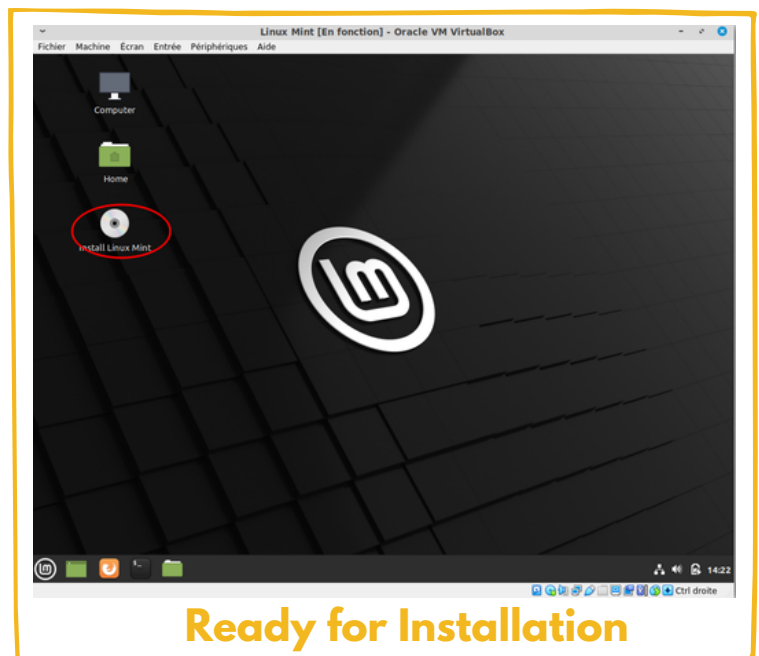 Linux Mint [En fonction] - Oracle VM VirtualBox
Fichier Machine Écran Entrée Périphériques Aide
Computer
Home
Install Linux Mint
14:22
Ctrl droite
Ready for Installation